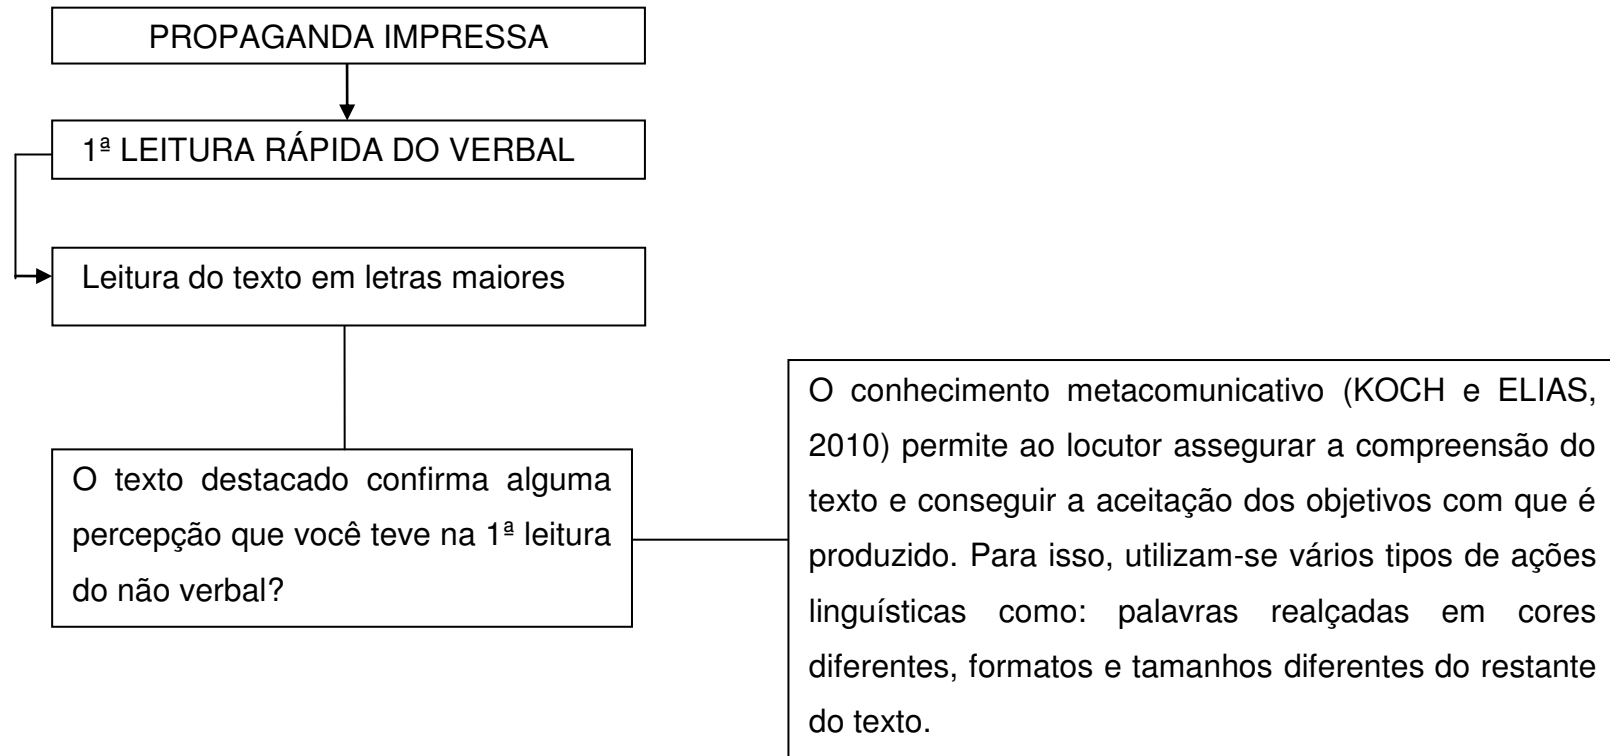 PROPAGANDA IMPRESSA
1ª LEITURA RÁPIDA DO VERBAL
Leitura do texto em letras maiores
O texto destacado confirma alguma
percepção que você teve na 1ª leitura
do não verbal?
O conhecimento metacomunicativo (KOCH e ELIAS,
2010) permite ao locutor assegurar a compreensão do
texto e conseguir a aceitação dos objetivos com que é
produzido. Para isso, utilizam-se vários tipos de ações
linguísticas como: palavras realçadas em cores
diferentes, formatos e tamanhos diferentes do restante
do texto.